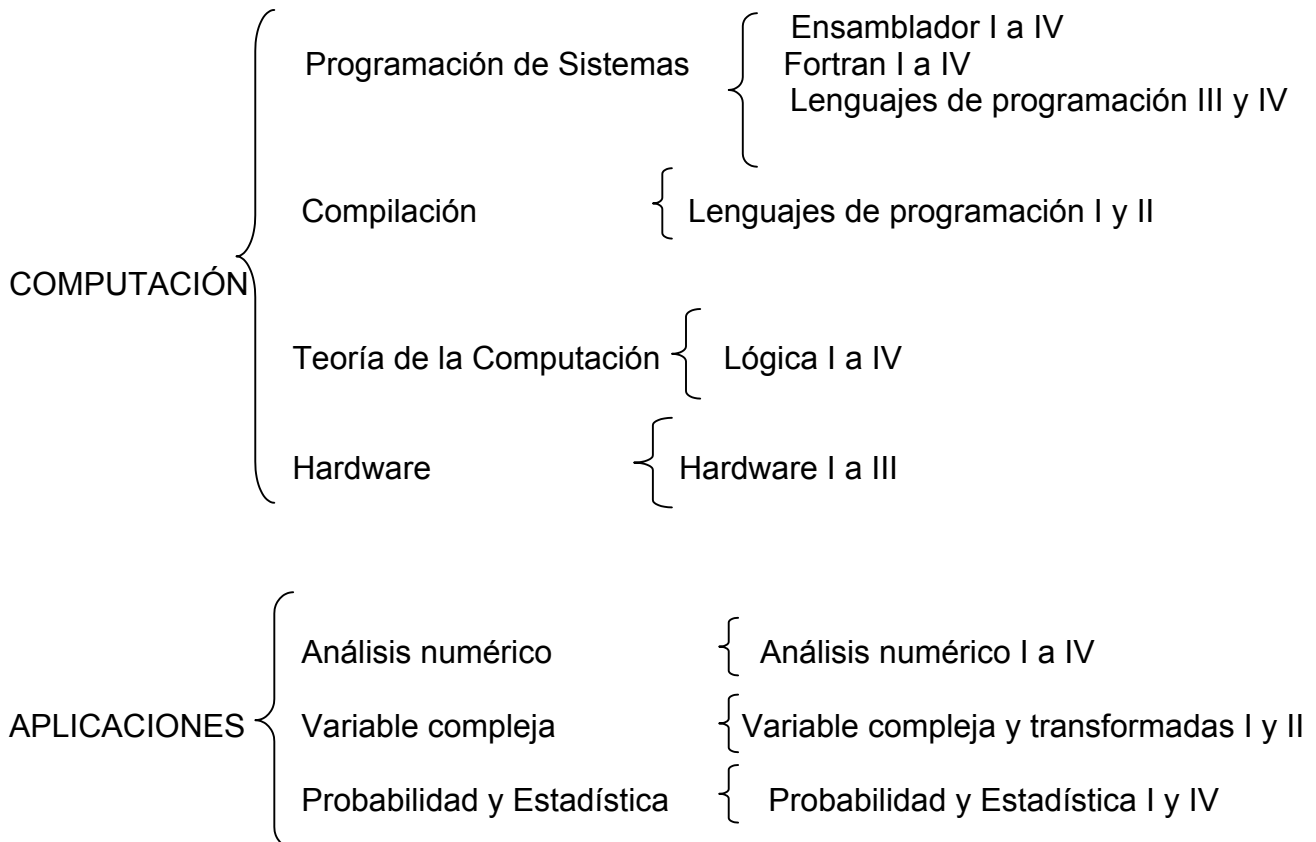 Ensamblador I a IV
Programación de Sistemas Fortran I a IV
Lenguajes de programación III y IV
Compilación Lenguajes de programación I y II
COMPUTACIÓN
Teoría de la Computación Lógica I a IV
Hardware Hardware I a III
Análisis numérico Análisis numérico I a IV
APLICACIONES Variable compleja Variable compleja y transformadas I y II
Probabilidad y Estadística Probabilidad y Estadística I y IV